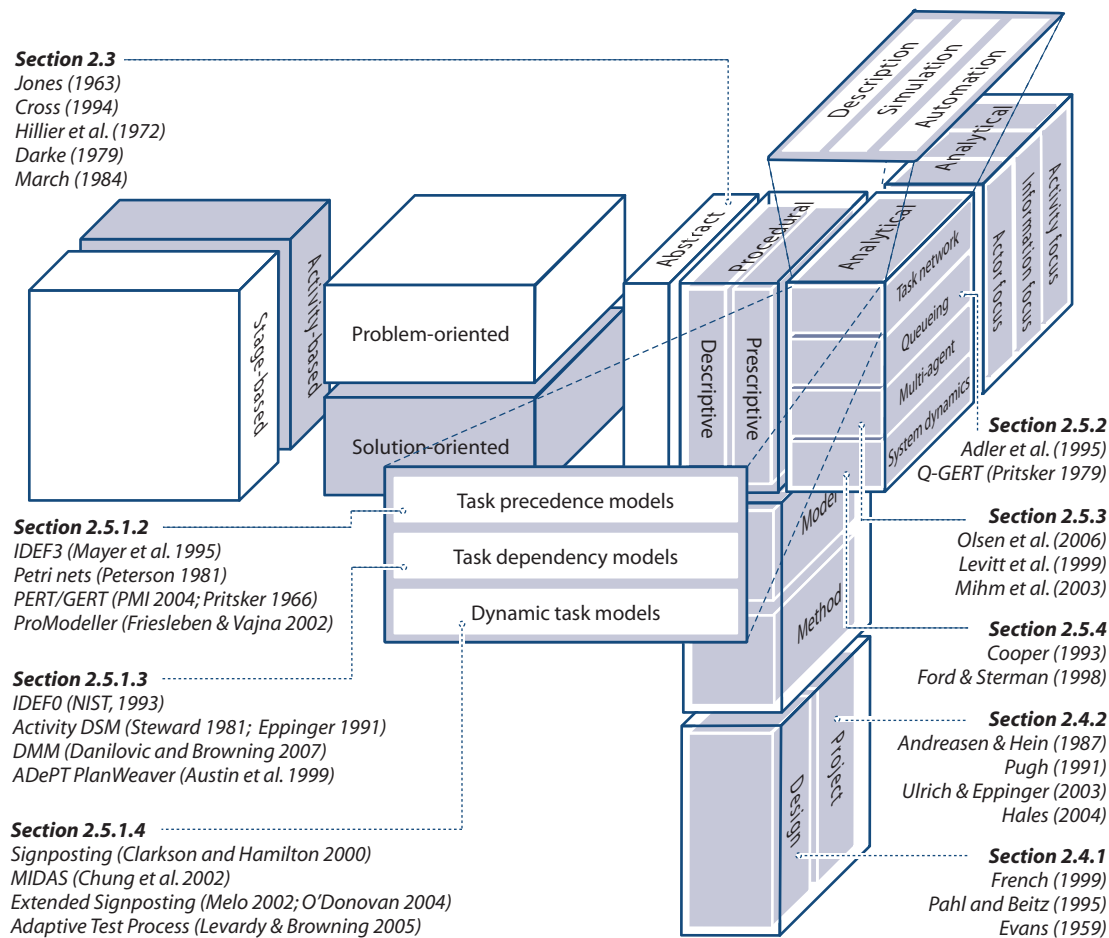 Section 2.3
Jones (1963)
Cross (1994)
Hillier et al. (1972)
Darke (1979)
March (1984)
Stage-based
Activity-based
Problem-oriented
Solution-oriented
Abstract
Procedural
Descriptive
Prescriptive
Analytical
Task network
Queueing
Multi-agent
System dynamics
Description
Simulation
Automation
Analytical
Actor focus
Information focus
Activity focus
Task precedence models
Task dependency models
Dynamic task models
Model
Method
Design
Project
Section 2.5.1.2
IDEF3 (Mayer et al. 1995)
Petri nets (Peterson 1981)
PERT/GERT (PMI 2004; Pritsker 1966)
ProModeller (Friesleben & Vajna 2002)
Section 2.5.1.3
IDEF0 (NIST, 1993)
Activity DSM (Steward 1981; Eppinger 1991)
DMM (Danilovic and Browning 2007)
ADePT PlanWeaver (Austin et al. 1999)
Section 2.5.1.4
Signposting (Clarkson and Hamilton 2000)
MIDAS (Chung et al. 2002)
Extended Signposting (Melo 2002; O'Donovan 2004)
Adaptive Test Process (Levardy & Browning 2005)
Section 2.5.2
Adler et al. (1995)
Q-GERT (Pritsker 1979)
Section 2.5.3
Olsen et al. (2006)
Levitt et al. (1999)
Mihm et al. (2003)
Section 2.5.4
Cooper (1993)
Ford & Sterman (1998)
Section 2.4.2
Andreasen & Hein (1987)
Pugh (1991)
Ulrich & Eppinger (2003)
Hales (2004)
Section 2.4.1
French (1999)
Pahl and Beitz (1995)
Evans (1959)